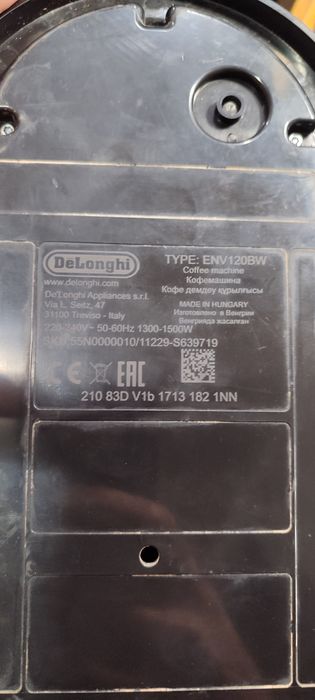 DeLonghi
www.delonghi.com
De'Longhi Appliances s.r.l.
Via L. Seitz, 47
31100 Treviso - Italy
220-240V~ 50-60Hz 1300-1500W
SKU:55N0000010/11229-S639719
TYPE: ENV120BW
Coffee machine
Кофемашина
Кофе демдеу құрылғысы
MADE IN HUNGARY
Изготовлено в Венгрии
Венгрияда жасалған
CE EAC
210 83D V1b 1713 182 1NN